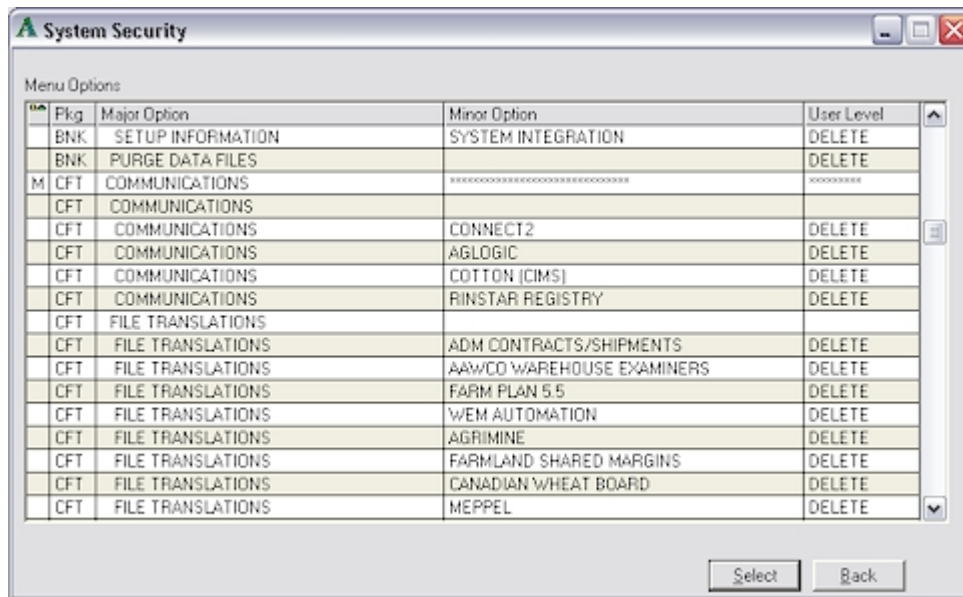 System Security
Menu Options
Pkg Major Option Minor Option User Level
BNK SETUP INFORMATION SYSTEM INTEGRATION DELETE
BNK PURGE DATA FILES DELETE
M CFT COMMUNICATIONS ****************************** *********
CFT COMMUNICATIONS
CFT COMMUNICATIONS CONNECT2 DELETE
CFT COMMUNICATIONS AGLOGIC DELETE
CFT COMMUNICATIONS COTTON (CIMS) DELETE
CFT COMMUNICATIONS RINSTAR REGISTRY DELETE
CFT FILE TRANSLATIONS
CFT FILE TRANSLATIONS ADM CONTRACTS/SHIPMENTS DELETE
CFT FILE TRANSLATIONS AAWCO WAREHOUSE EXAMINERS DELETE
CFT FILE TRANSLATIONS FARM PLAN 5.5 DELETE
CFT FILE TRANSLATIONS WEM AUTOMATION DELETE
CFT FILE TRANSLATIONS AGRIMINE DELETE
CFT FILE TRANSLATIONS FARMLAND SHARED MARGINS DELETE
CFT FILE TRANSLATIONS CANADIAN WHEAT BOARD DELETE
CFT FILE TRANSLATIONS MEPPEL DELETE
Select Back